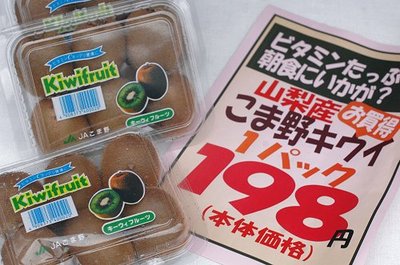 Kiwifruit
キーウィフルーツ
JAこま野
Kiwifruit
キーウィフルーツ
JAこま野
ビタミンたっぷ
朝食にいかが？
山梨産
お買得
こま野キウイ
1パック
198円
(本体価格)